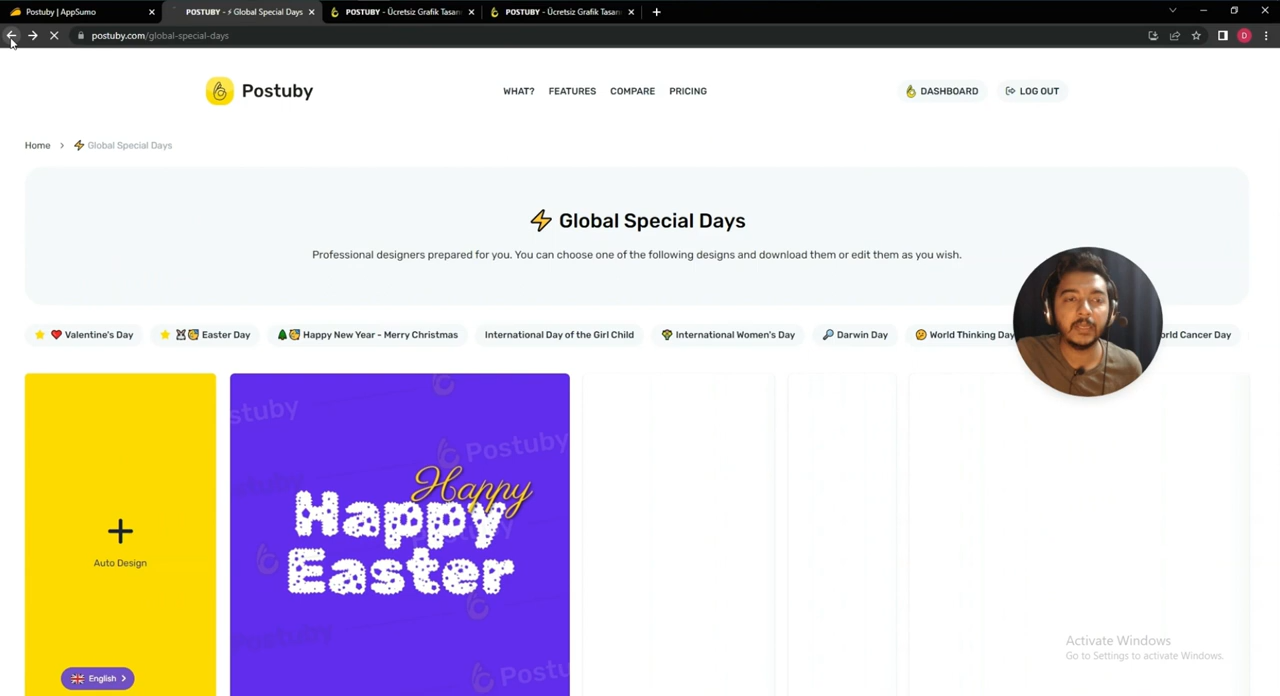 Postuby | AppSumo
POSTUBY - ⚡ Global Special Days
POSTUBY - Ücretsiz Grafik Tasarı
POSTUBY - Ücretsiz Grafik Tasarı
postuby.com/global-special-days
D
Postuby
WHAT?
FEATURES
COMPARE
PRICING
DASHBOARD
LOG OUT
Home > ⚡ Global Special Days
⚡ Global Special Days
Professional designers prepared for you. You can choose one of the following designs and download them or edit them as you wish.
Valentine's Day
Easter Day
Happy New Year - Merry Christmas
International Day of the Girl Child
International Women's Day
Darwin Day
World Thinking Day
orld Cancer Day
Auto Design
stuby
Postuby
Happy
Happy
Easter
Postuby
Postu
English
Activate Windows
Go to Settings to activate Windows.